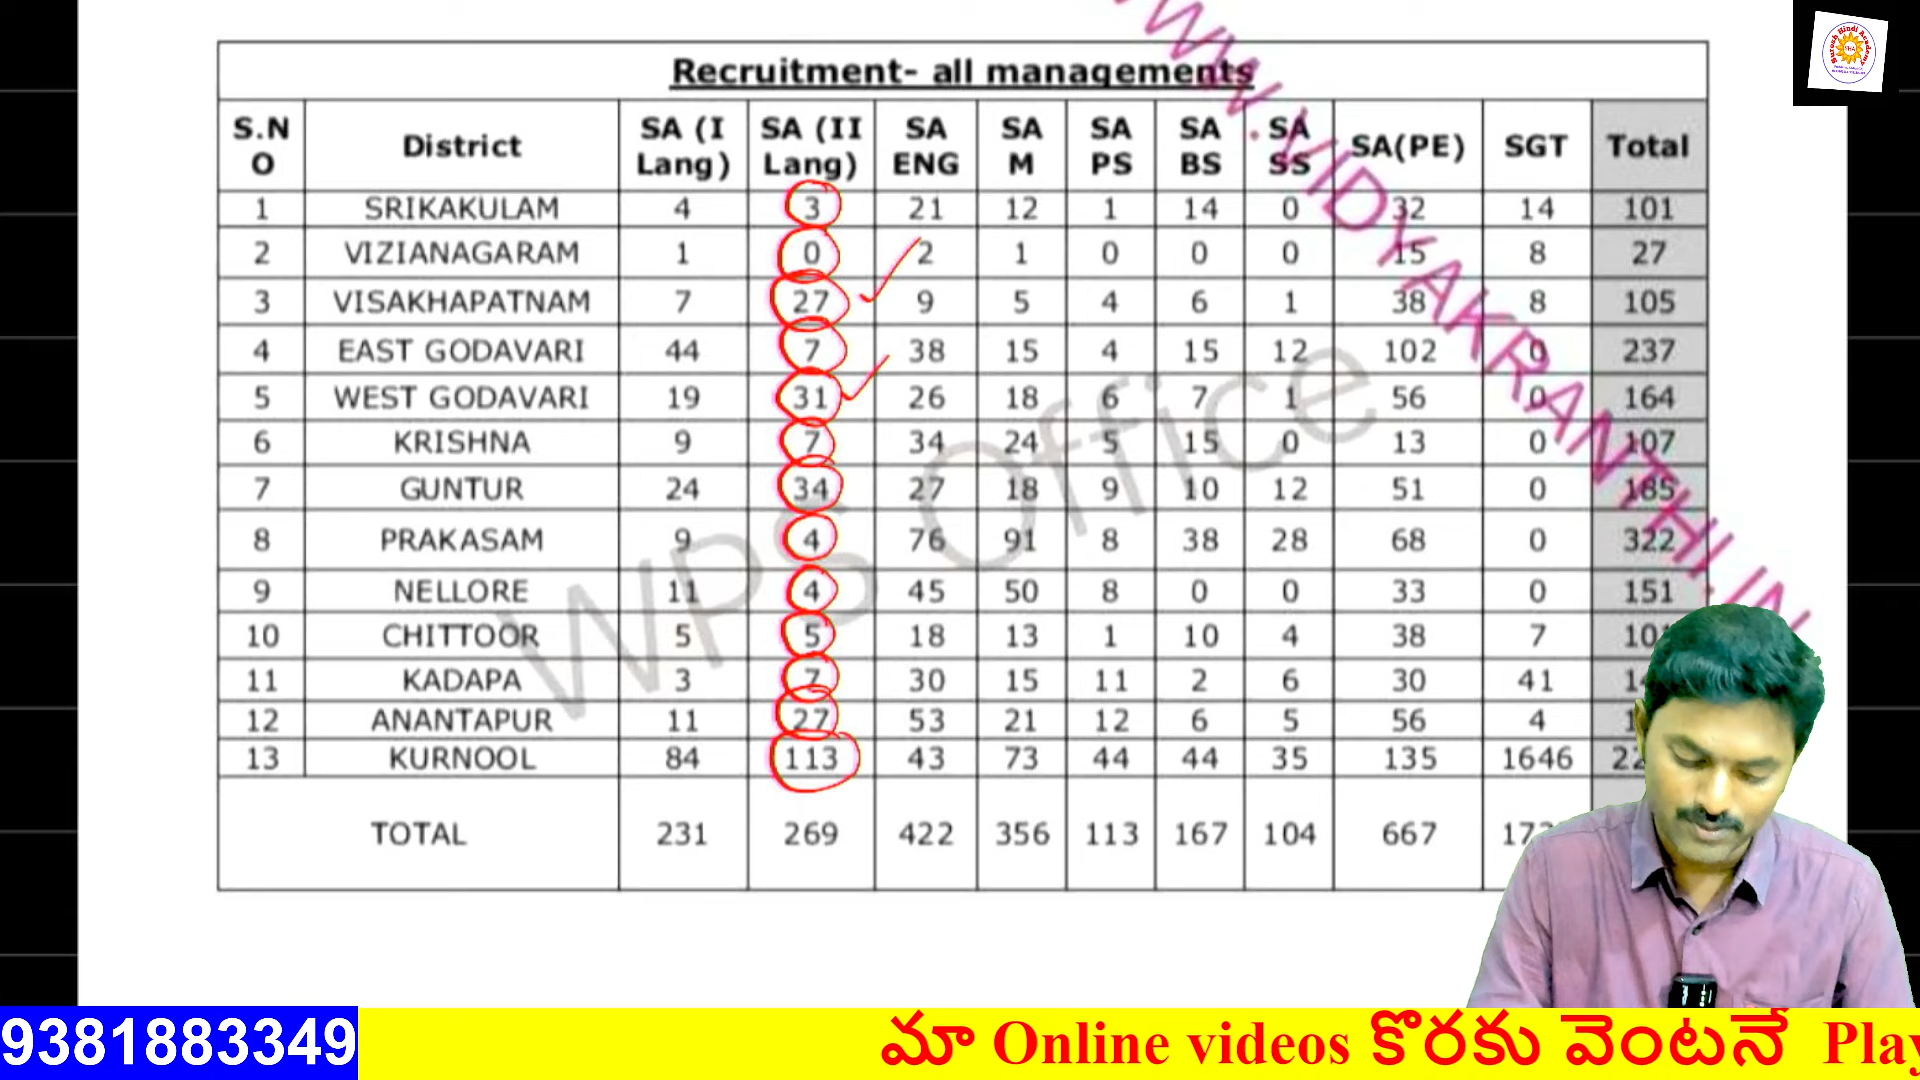 Recruitment- all managements
S.N O District SA (I Lang) SA (II Lang) SA ENG SA M SA PS SA BS SA SS SA(PE) SGT Total
1 SRIKAKULAM 4 3 21 12 1 14 0 32 14 101
2 VIZIANAGARAM 1 0 2 1 0 0 0 15 8 27
3 VISAKHAPATNAM 7 27 9 5 4 6 1 38 8 105
4 EAST GODAVARI 44 7 38 15 4 15 12 102 0 237
5 WEST GODAVARI 19 31 26 18 6 7 1 56 0 164
6 KRISHNA 9 7 34 24 5 15 0 13 0 107
7 GUNTUR 24 34 27 18 9 10 12 51 0 185
8 PRAKASAM 9 4 76 91 8 38 28 68 0 322
9 NELLORE 11 4 45 50 8 0 0 33 0 151
10 CHITTOOR 5 5 18 13 1 10 4 38 7
11 KADAPA 3 7 30 15 11 2 6 30 41
12 ANANTAPUR 11 27 53 21 12 6 5 56 4
13 KURNOOL 84 113 43 73 44 44 35 135 1646
TOTAL 231 269 422 356 113 167 104 667
WWW.VIDYAKRANTHI.IN
WPS Office
9381883349 మా Online videos కొరకు వెంటనే Play